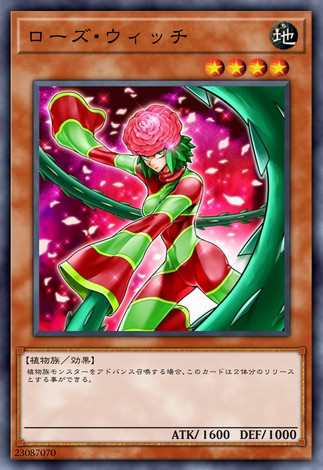 ローズ・ウィッチ
地
【植物族／効果】
植物族モンスターをアドバンス召喚する場合、このカードは２体分のリリース
とする事ができる。
ATK/ 1600 DEF/1000
23087070